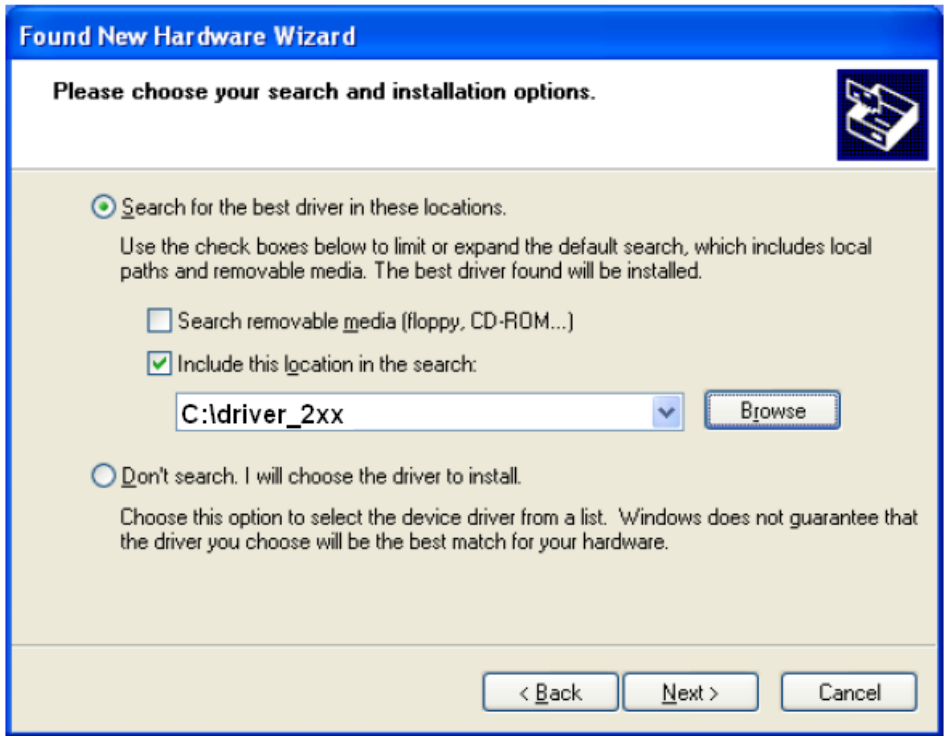 Found New Hardware Wizard
Please choose your search and installation options.
Search for the best driver in these locations.
Use the check boxes below to limit or expand the default search, which includes local
paths and removable media. The best driver found will be installed.
Search removable media (floppy, CD-ROM...)
Include this location in the search:
C:\driver_2xx
Browse
Don't search. I will choose the driver to install.
Choose this option to select the device driver from a list. Windows does not guarantee that
the driver you choose will be the best match for your hardware.
< Back
Next >
Cancel